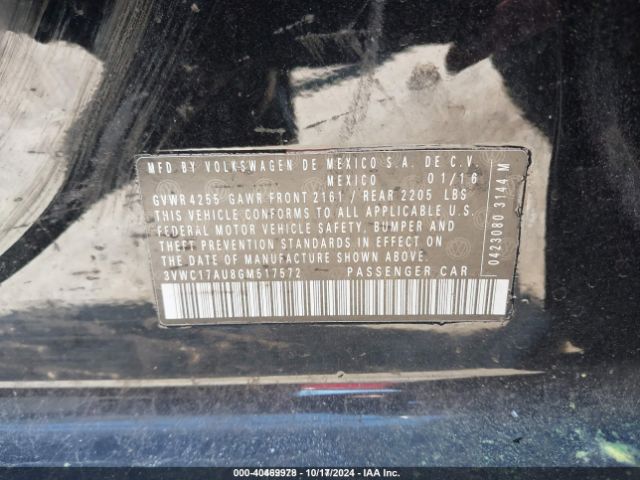 MFD BY VOLKSWAGEN DE MEXICO S.A. DE C.V.
MEXICO 01/16
GVWR 4255 GAWR FRONT 2161 / REAR 2205 LBS
THIS VEHICLE CONFORMS TO ALL APPLICABLE U.S.
FEDERAL MOTOR VEHICLE SAFETY, BUMPER AND
THEFT PREVENTION STANDARDS IN EFFECT ON
THE DATE OF MANUFACTURE SHOWN ABOVE.
3VWC17AU8GM517572 PASSENGER CAR
0423080 3144 M
000-40469978 - 10/17/2024 - IAAI.COM